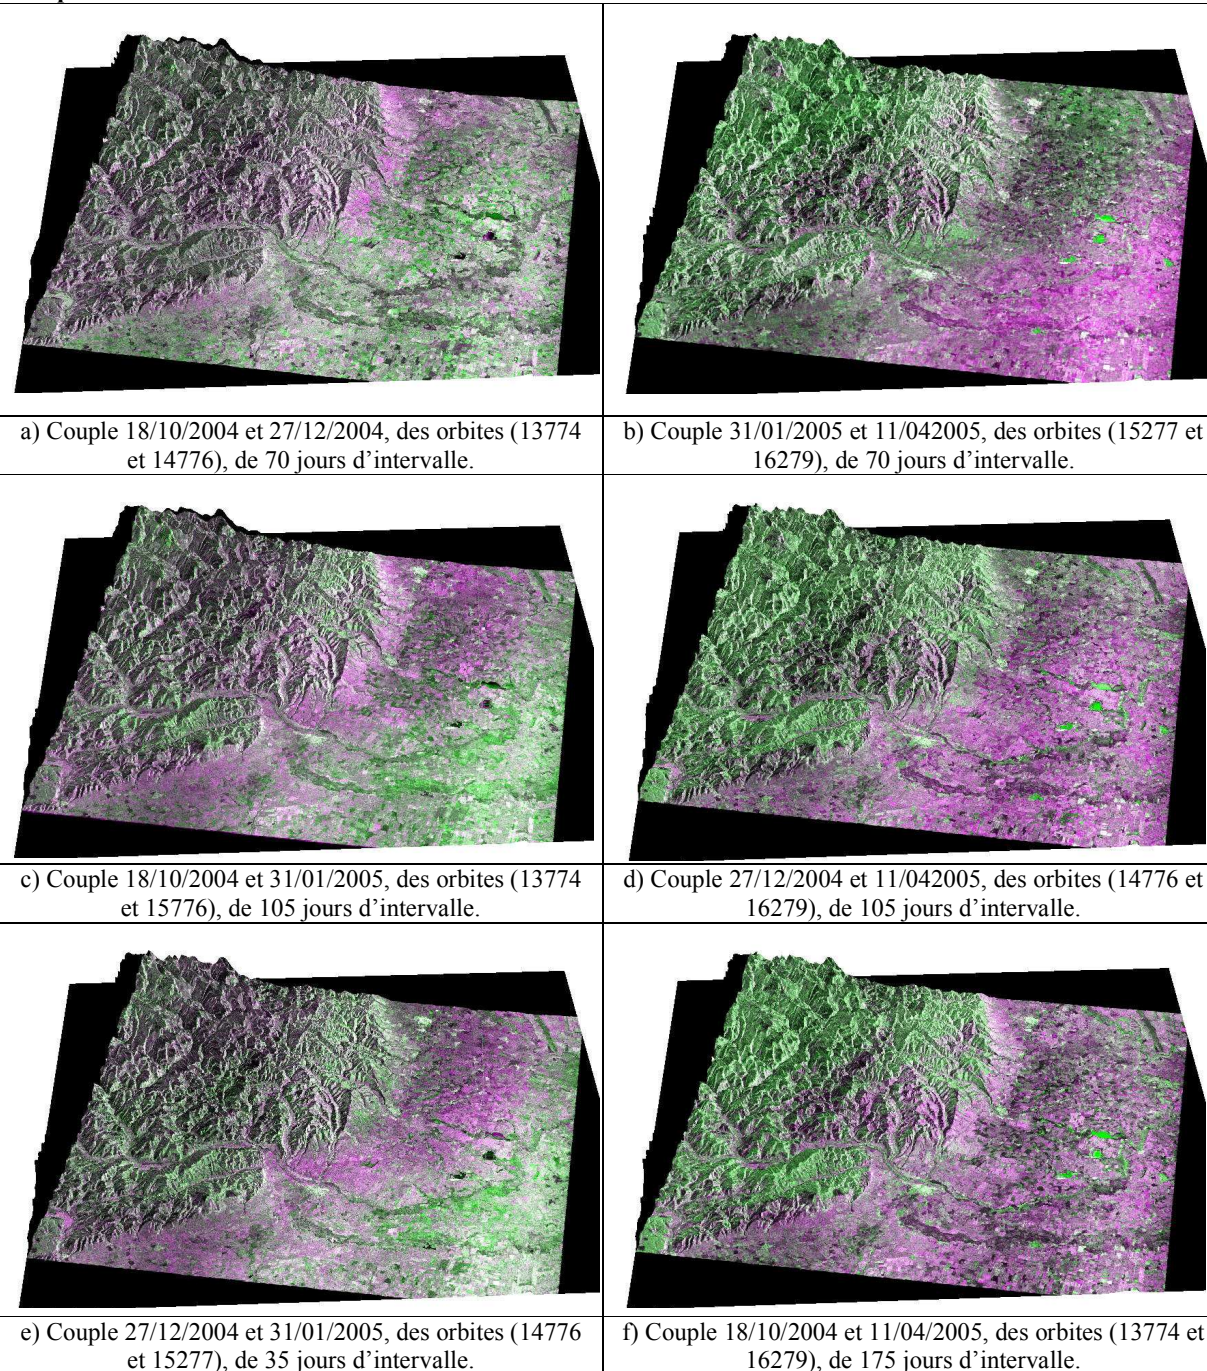 a) Couple 18/10/2004 et 27/12/2004, des orbites (13774
et 14776), de 70 jours d’intervalle.
b) Couple 31/01/2005 et 11/042005, des orbites (15277 et
16279), de 70 jours d’intervalle.
c) Couple 18/10/2004 et 31/01/2005, des orbites (13774
et 15776), de 105 jours d’intervalle.
d) Couple 27/12/2004 et 11/042005, des orbites (14776 et
16279), de 105 jours d’intervalle.
e) Couple 27/12/2004 et 31/01/2005, des orbites (14776
et 15277), de 35 jours d’intervalle.
f) Couple 18/10/2004 et 11/04/2005, des orbites (13774 et
16279), de 175 jours d’intervalle.